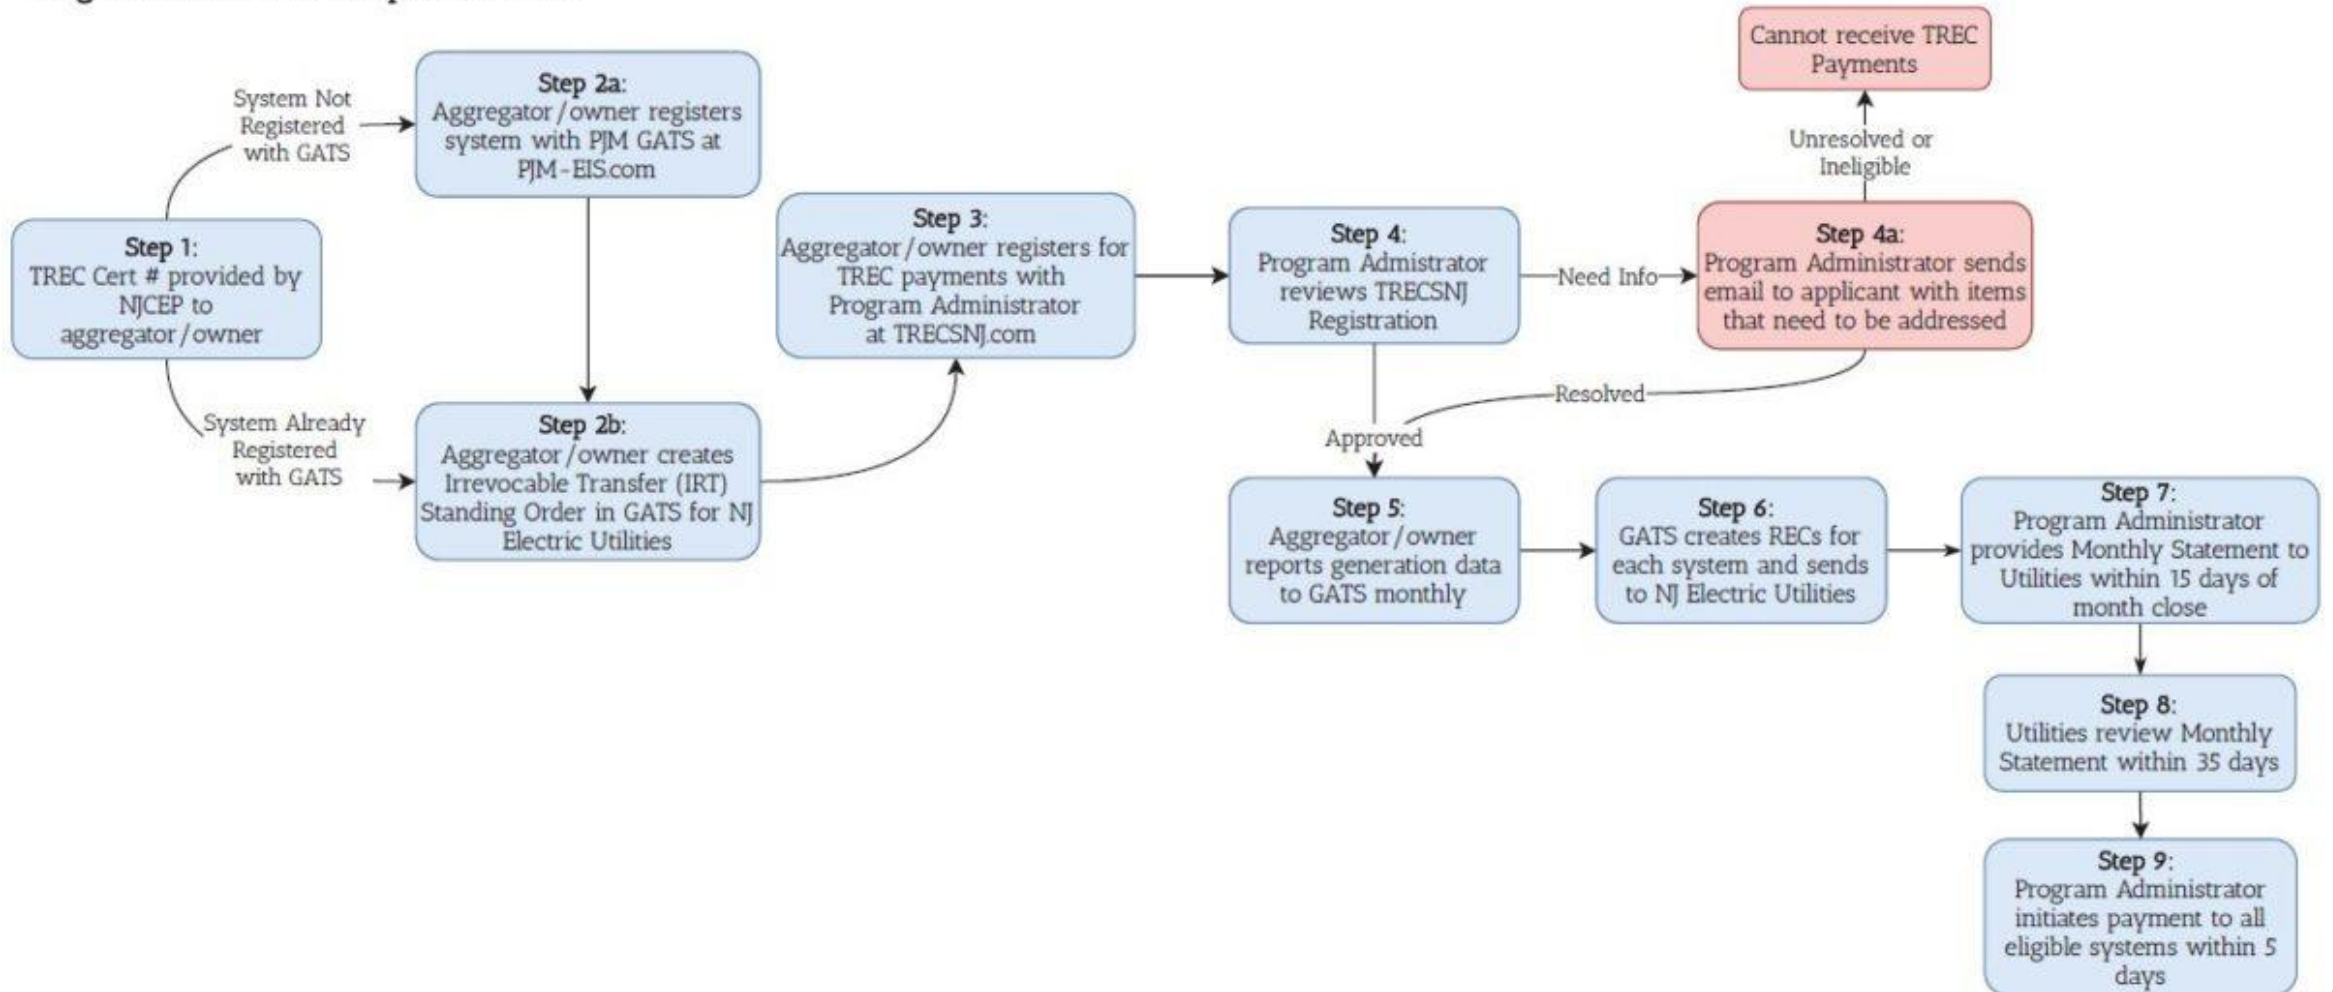 Step 1:
TREC Cert # provided by
NJCEP to
aggregator/owner
System Not
Registered
with GATS
System Already
Registered
with GATS
Step 2a:
Aggregator/owner registers
system with PJM GATS at
PJM-EIS.com
Step 2b:
Aggregator/owner creates
Irrevocable Transfer (IRT)
Standing Order in GATS for NJ
Electric Utilities
Step 3:
Aggregator/owner registers for
TREC payments with
Program Administrator
at TRECSNJ.com
Step 4:
Program Admistrator
reviews TRECSNJ
Registration
Need Info
Step 4a:
Program Administrator sends
email to applicant with items
that need to be addressed
Unresolved or
Ineligible
Cannot receive TREC
Payments
Resolved
Approved
Step 5:
Aggregator/owner
reports generation data
to GATS monthly
Step 6:
GATS creates RECs for
each system and sends
to NJ Electric Utilities
Step 7:
Program Administrator
provides Monthly Statement to
Utilities within 15 days of
month close
Step 8:
Utilities review Monthly
Statement within 35 days
Step 9:
Program Administrator
initiates payment to all
eligible systems within 5
days